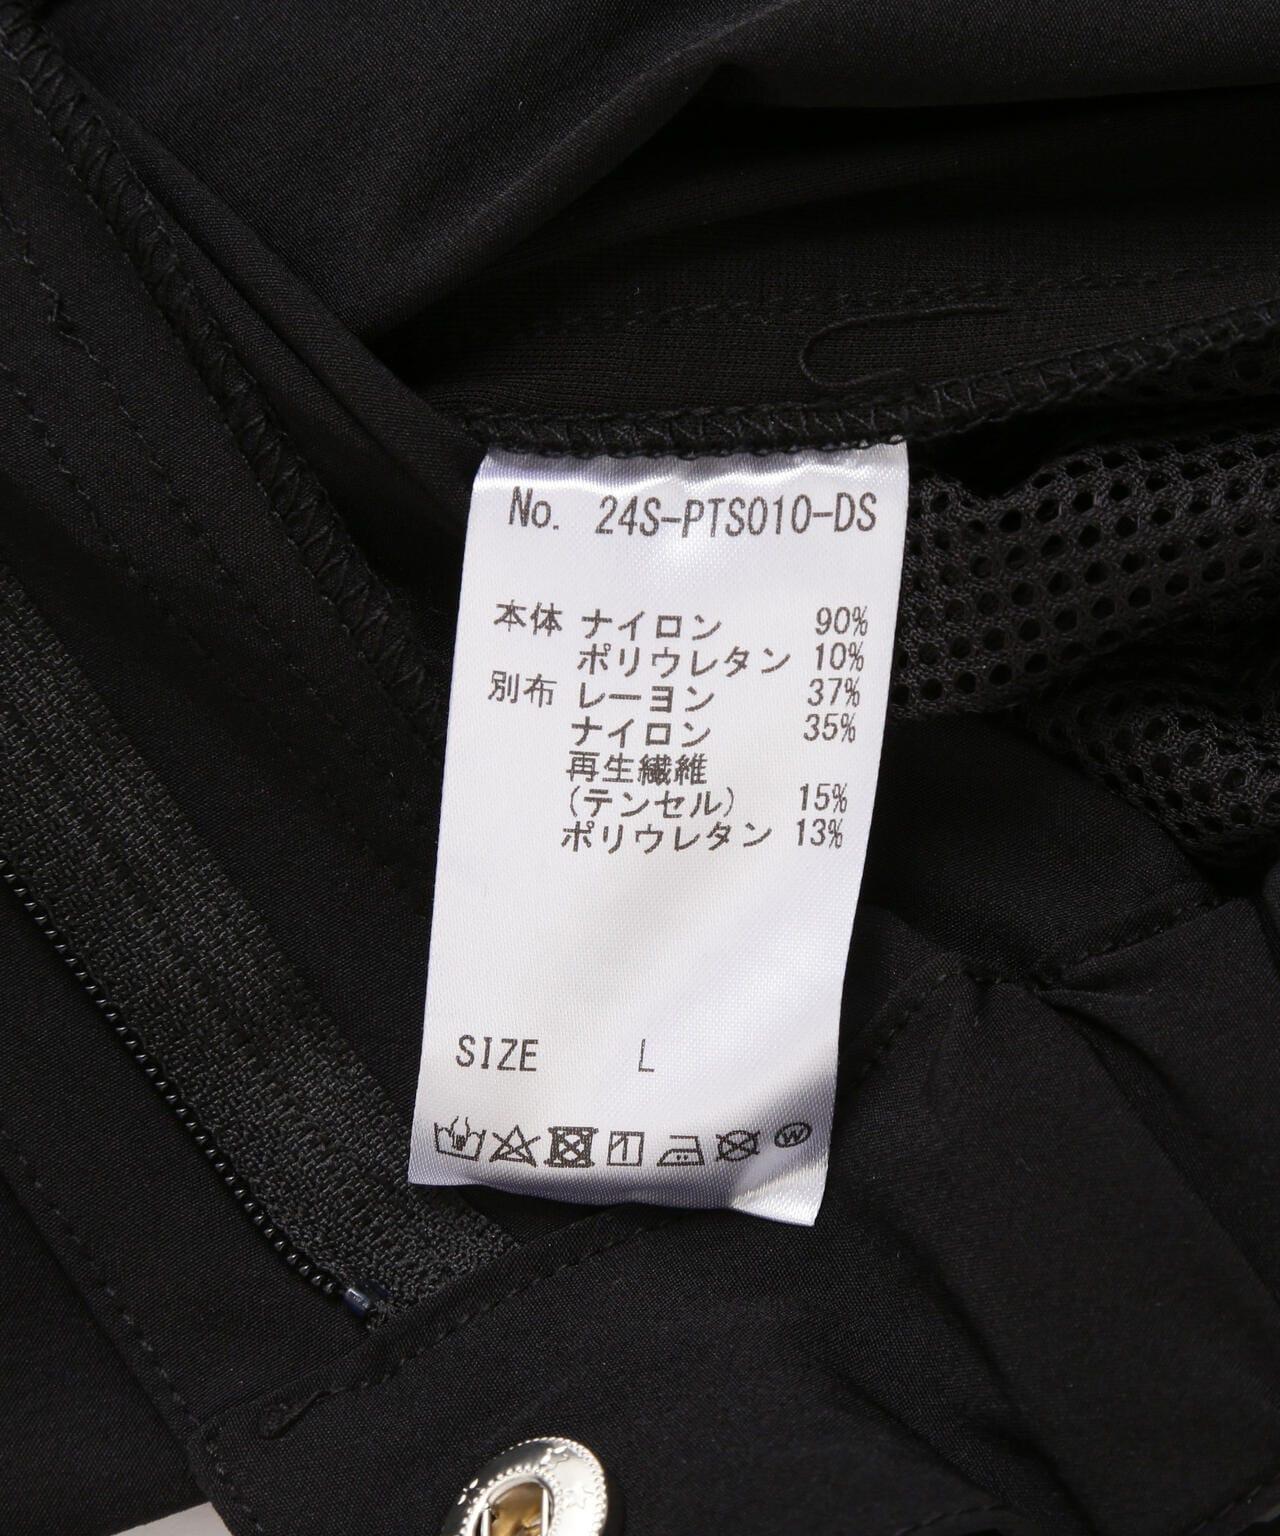 No. 24S-PTS010-DS
本体 ナイロン 90%
ポリウレタン 10%
別布 レーヨン 37%
ナイロン 35%
再生繊維
(テンセル) 15%
ポリウレタン 13%
SIZE L
W